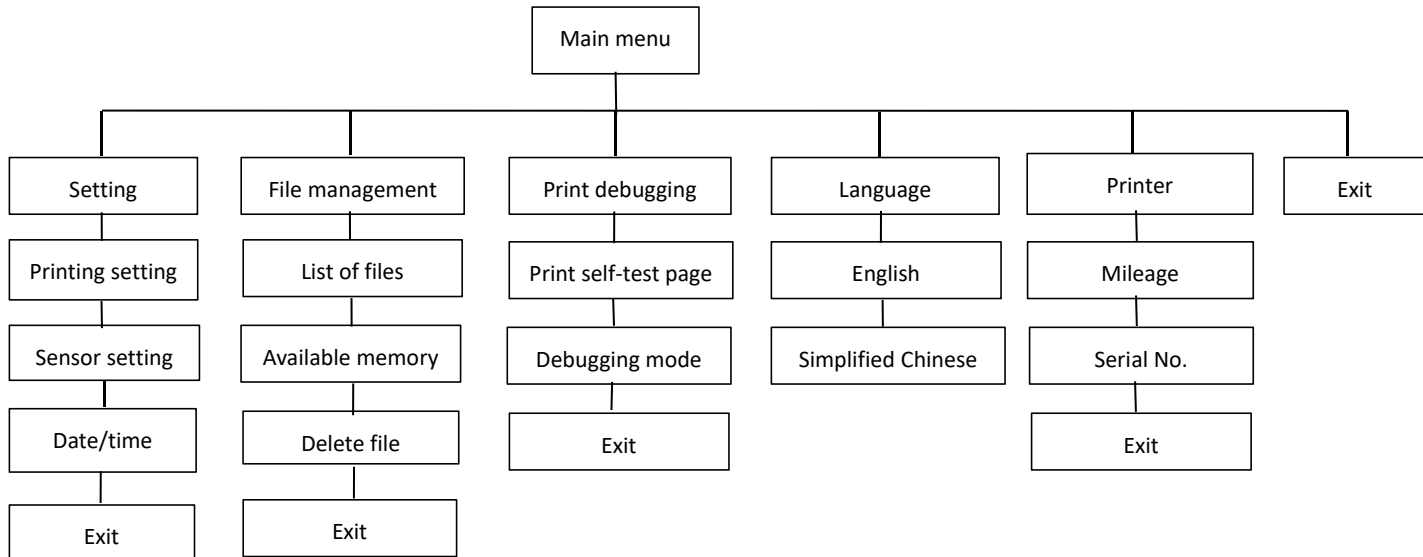 Main menu
Setting
File management
Print debugging
Language
Printer
Exit
Printing setting
List of files
Print self-test page
English
Mileage
Sensor setting
Available memory
Debugging mode
Simplified Chinese
Serial No.
Date/time
Delete file
Exit
Exit
Exit
Exit